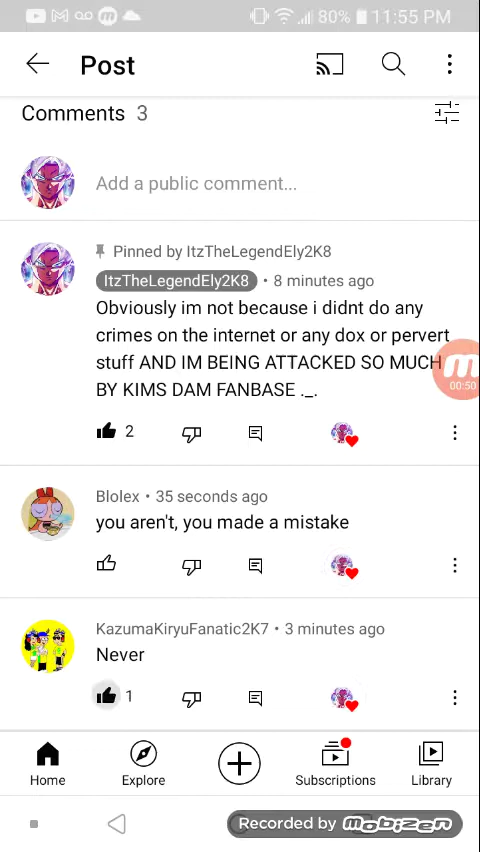 80% 11:55 PM
Post
Comments 3
Add a public comment...
Pinned by ItzTheLegendEly2K8
ItzTheLegendEly2K8 • 8 minutes ago
Obviously im not because i didnt do any
crimes on the internet or any dox or pervert
stuff AND IM BEING ATTACKED SO MUCH
BY KIMS DAM FANBASE ._.
00:50
2
Blolex • 35 seconds ago
you aren't, you made a mistake
KazumaKiryuFanatic2K7 • 3 minutes ago
Never
1
Home Explore Subscriptions Library
Recorded by mobizen